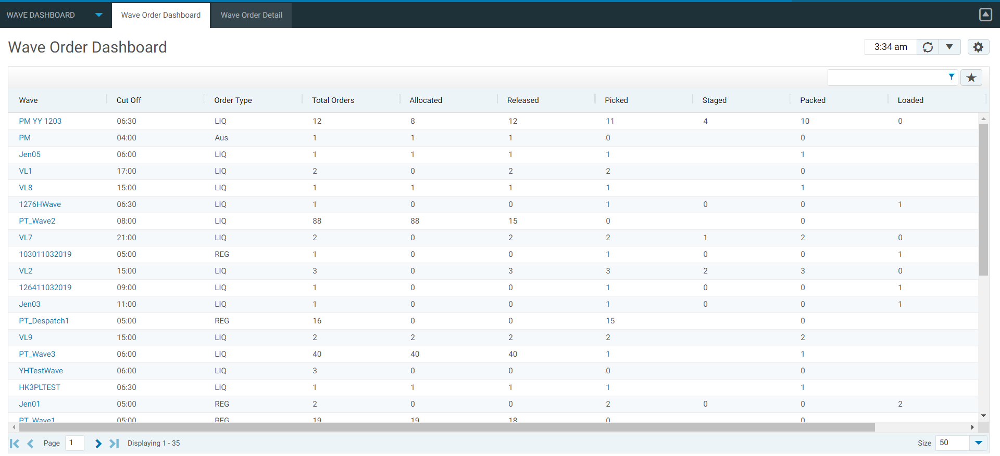 WAVE DASHBOARD Wave Order Dashboard Wave Order Detail
Wave Order Dashboard 3:34 am
Wave Cut Off Order Type Total Orders Allocated Released Picked Staged Packed Loaded
PM YY 1203 06:30 LIQ 12 8 12 11 4 10 0
PM 04:00 Aus 1 1 1 0 0
Jen05 06:00 LIQ 1 1 1 1 1
VL1 17:00 LIQ 2 0 2 2 0
VL8 15:00 LIQ 1 1 1 1 1
1276HWave 06:30 LIQ 1 0 0 1 0 0 1
PT_Wave2 08:00 LIQ 88 88 15 0 0
VL7 21:00 LIQ 2 0 2 2 1 2 0
103011032019 05:00 REG 1 0 0 1 0 0 1
VL2 15:00 LIQ 3 0 3 3 2 3 0
126411032019 09:00 LIQ 1 0 0 1 0 0 1
Jen03 11:00 LIQ 1 0 0 1 0 0 1
PT_Despatch1 05:00 REG 16 0 0 15 0
VL9 15:00 LIQ 2 2 2 2 2
PT_Wave3 06:00 LIQ 40 40 40 1 1
YHTestWave 06:00 LIQ 3 0 0 0 0
HK3PLTEST 06:30 LIQ 1 1 1 1 1
Jen01 05:00 REG 2 0 0 2 0 0 2
PT_Wave1 05:00 REG 19 19 18 0 0
Page 1 Displaying 1 - 35 Size 50